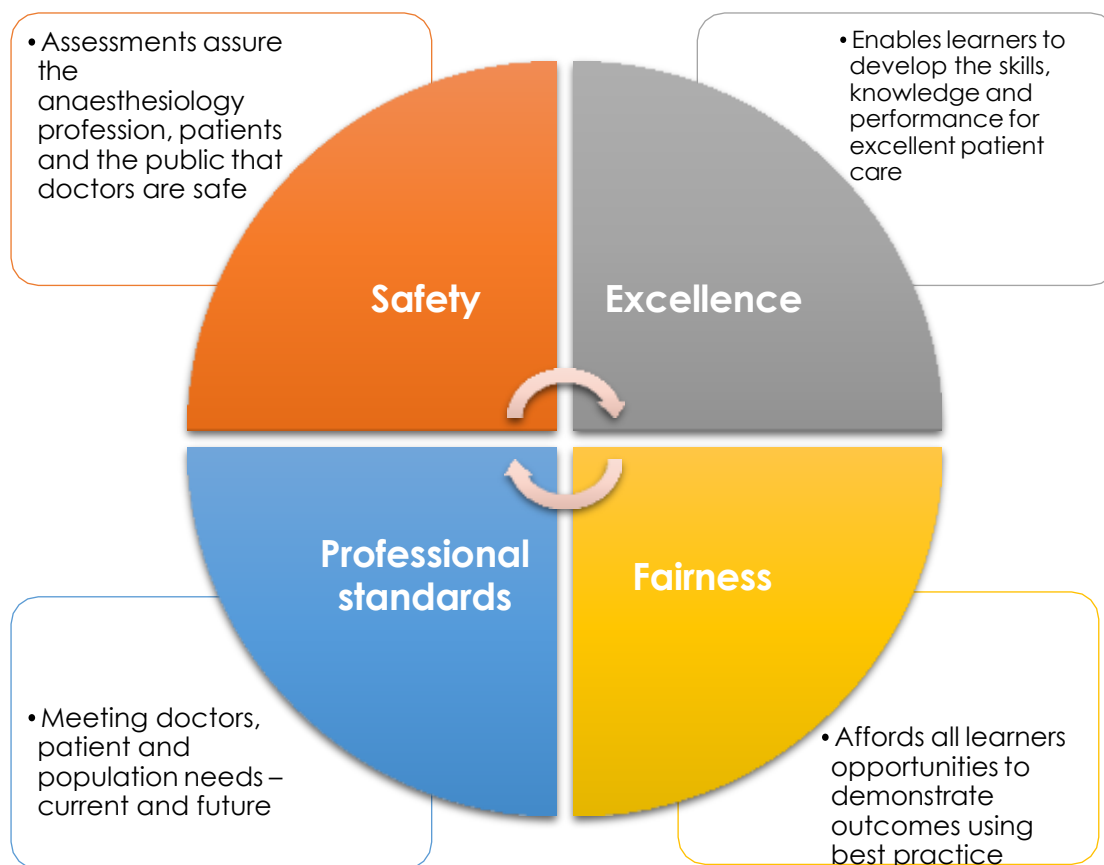 • Assessments assure
the
anaesthesiology
profession, patients
and the public that
doctors are safe
• Enables learners to
develop the skills,
knowledge and
performance for
excellent patient
care
Safety
Excellence
Professional
standards
Fairness
• Meeting doctors,
patient and
population needs –
current and future
• Affords all learners
opportunities to
demonstrate
outcomes using
best practice